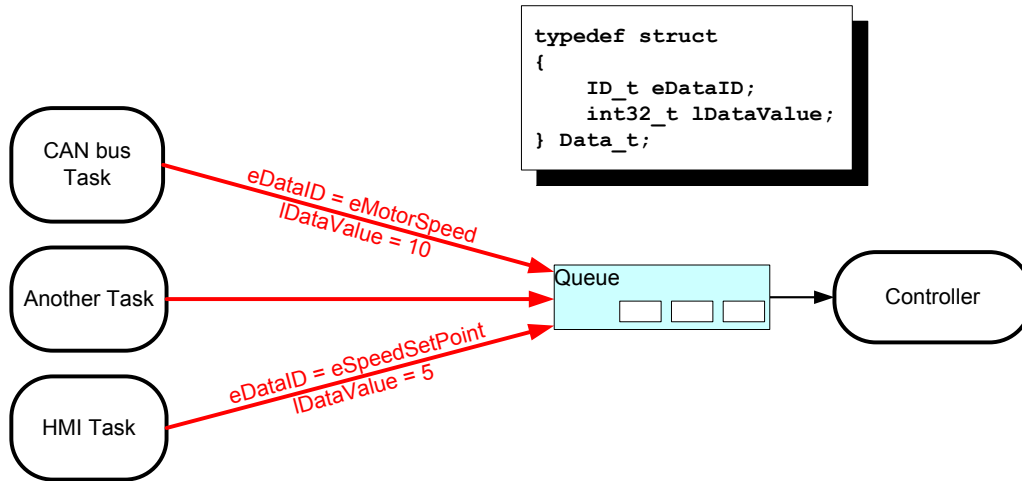 typedef struct
{
    ID_t eDataID;
    int32_t lDataValue;
} Data_t;
CAN bus
Task
eDataID = eMotorSpeed
lDataValue = 10
Queue
Another Task
Controller
eDataID = eSpeedSetPoint
lDataValue = 5
HMI Task